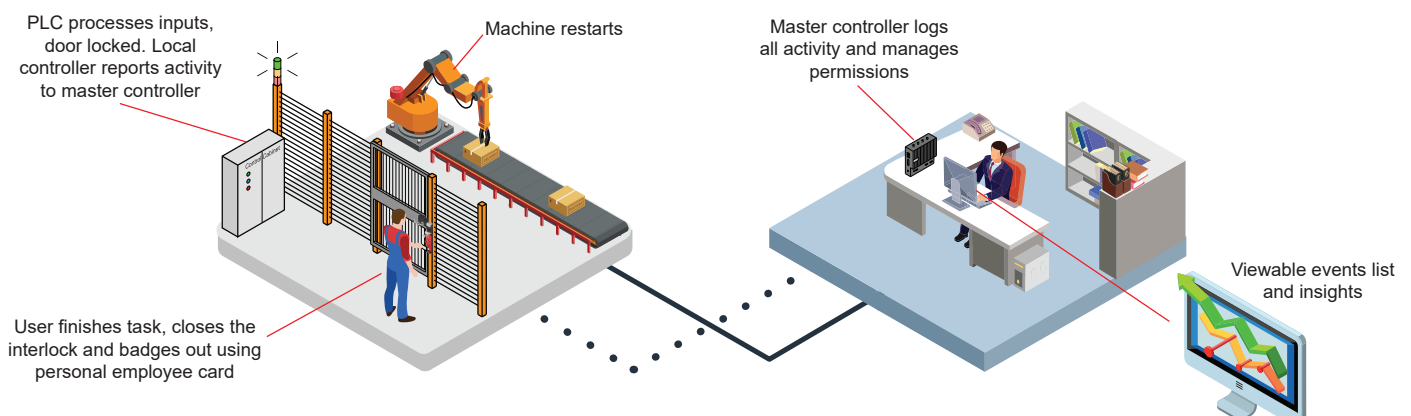 PLC processes inputs,
door locked. Local
controller reports activity
to master controller
Machine restarts
Master controller logs
all activity and manages
permissions
Control Cabinet
User finishes task, closes the
interlock and badges out using
personal employee card
Viewable events list
and insights